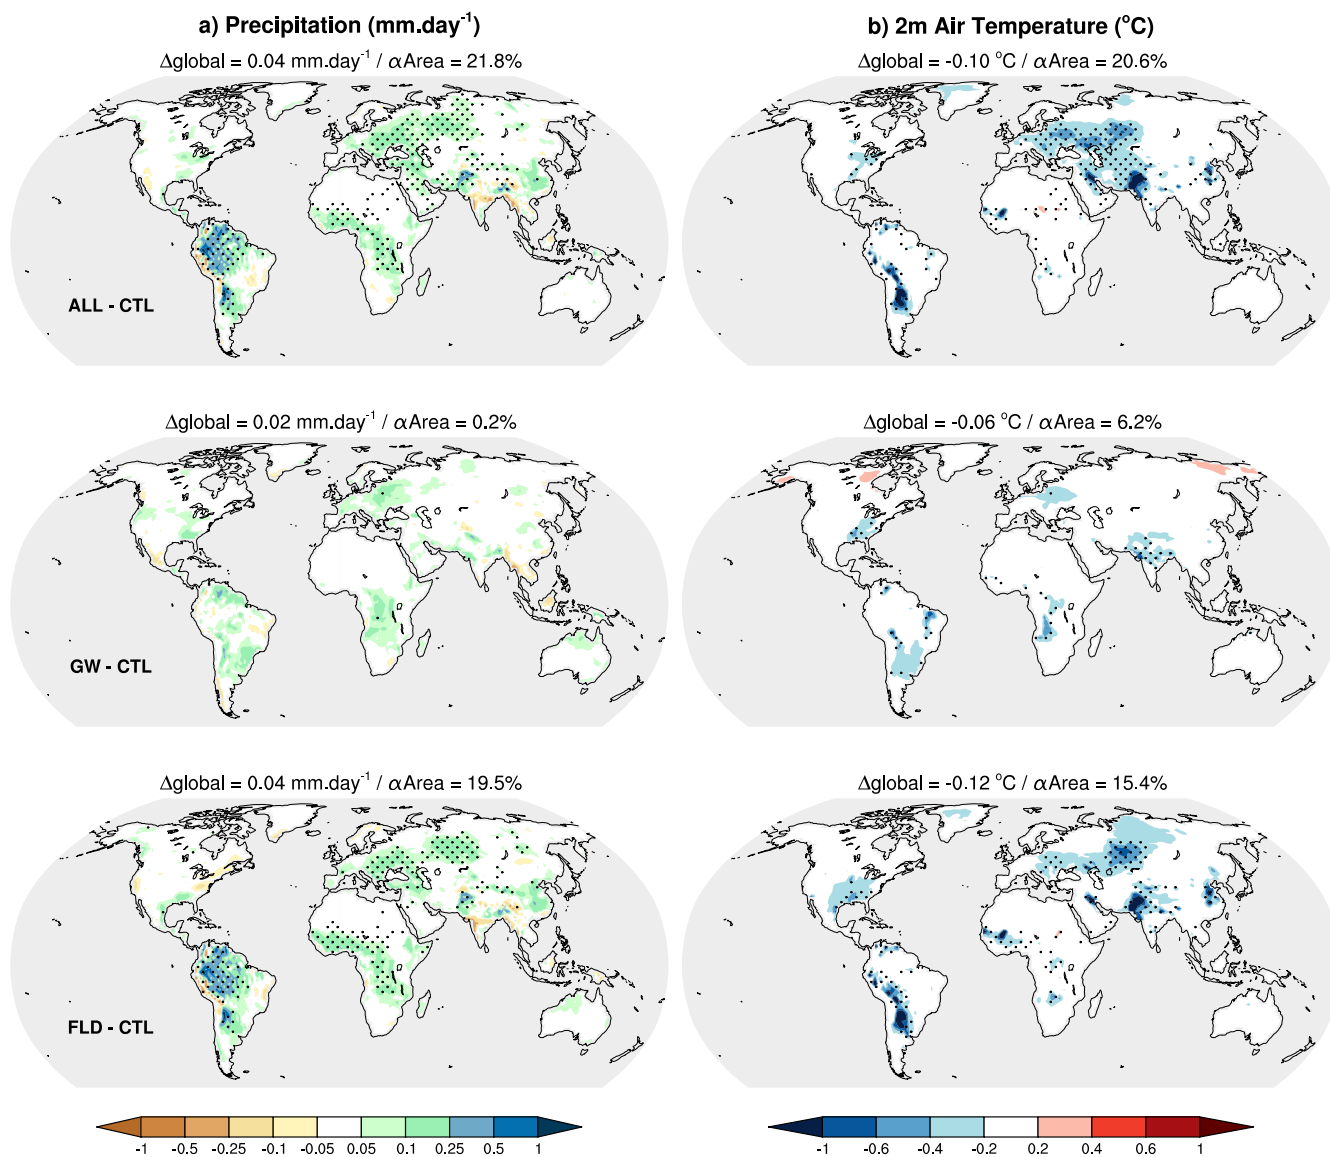 a) Precipitation (mm.day⁻¹)
b) 2m Air Temperature (°C)
Δglobal = 0.04 mm.day⁻¹ / αArea = 21.8%
Δglobal = -0.10 °C / αArea = 20.6%
ALL - CTL
Δglobal = 0.02 mm.day⁻¹ / αArea = 0.2%
Δglobal = -0.06 °C / αArea = 6.2%
GW - CTL
Δglobal = 0.04 mm.day⁻¹ / αArea = 19.5%
Δglobal = -0.12 °C / αArea = 15.4%
FLD - CTL
-1 -0.5 -0.25 -0.1 -0.05 0.05 0.1 0.25 0.5 1
-1 -0.6 -0.4 -0.2 0.2 0.4 0.6 1